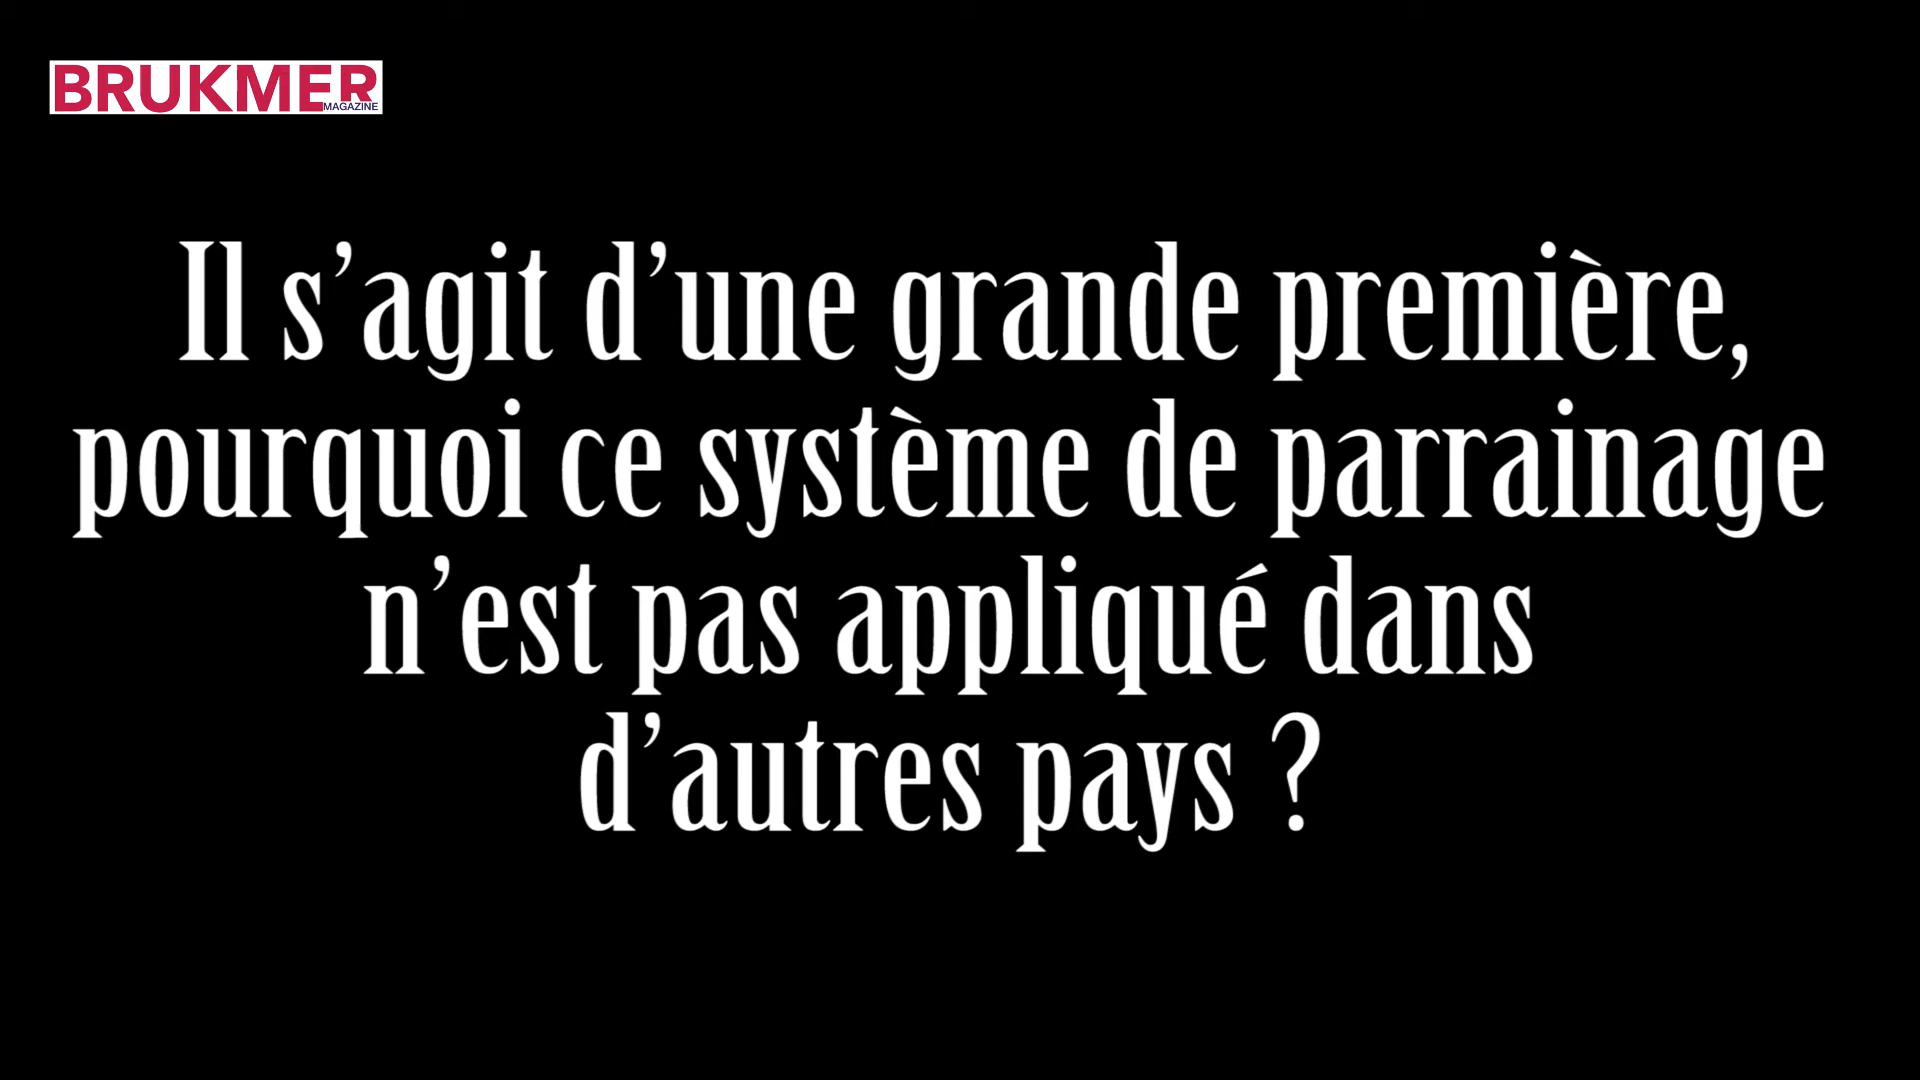 BRUKMER
MAGAZINE
Il s’agit d’une grande première,
pourquoi ce système de parrainage
n’est pas appliqué dans
d’autres pays ?